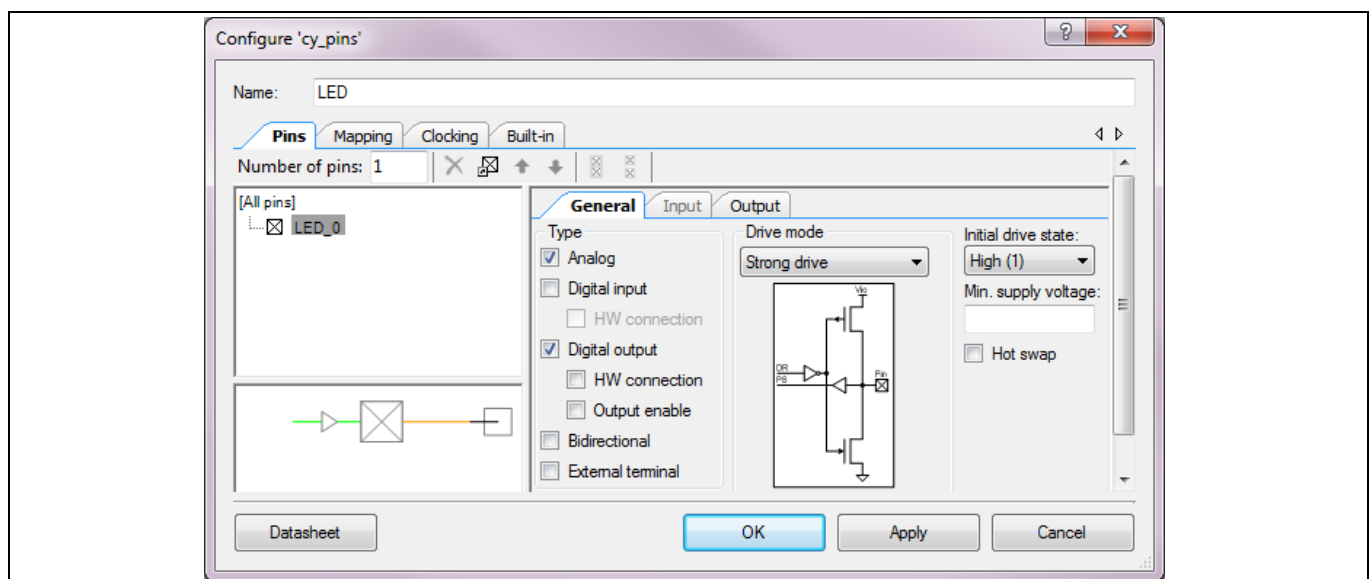 Configure 'cy_pins'
Name: LED
Pins Mapping Clocking Built-in
Number of pins: 1
[All pins]
LED_0
General Input Output
Type
Analog
Digital input
HW connection
Digital output
HW connection
Output enable
Bidirectional
External terminal
Drive mode
Strong drive
Vio
DR
PS
Pin
Initial drive state:
High (1)
Min. supply voltage:
Hot swap
Datasheet
OK Apply Cancel